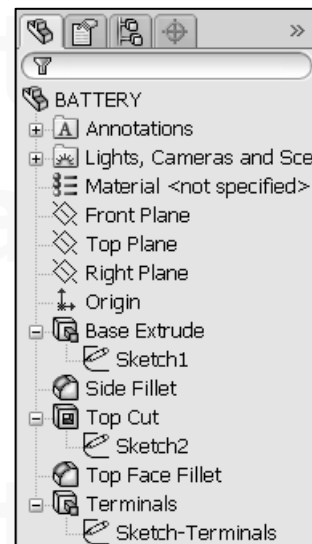 BATTERY
Annotations
Lights, Cameras and Sce
Material <not specified>
Front Plane
Top Plane
Right Plane
Origin
Base Extrude
Sketch1
Side Fillet
Top Cut
Sketch2
Top Face Fillet
Terminals
Sketch-Terminals